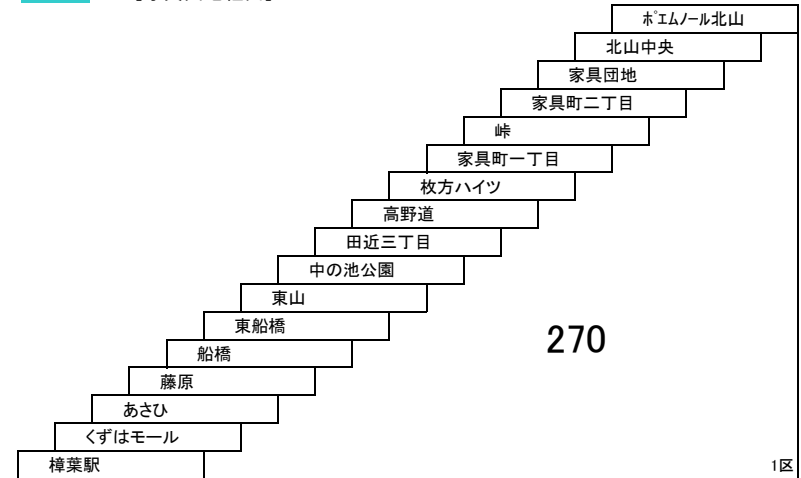 ﾎﾟｴムノール北山
北山中央
家具団地
家具町二丁目
峠
家具町一丁目
枚方ハイツ
高野道
田近三丁目
中の池公園
東山
東船橋
270
船橋
藤原
あさひ
くずはモール
樟葉駅
1区